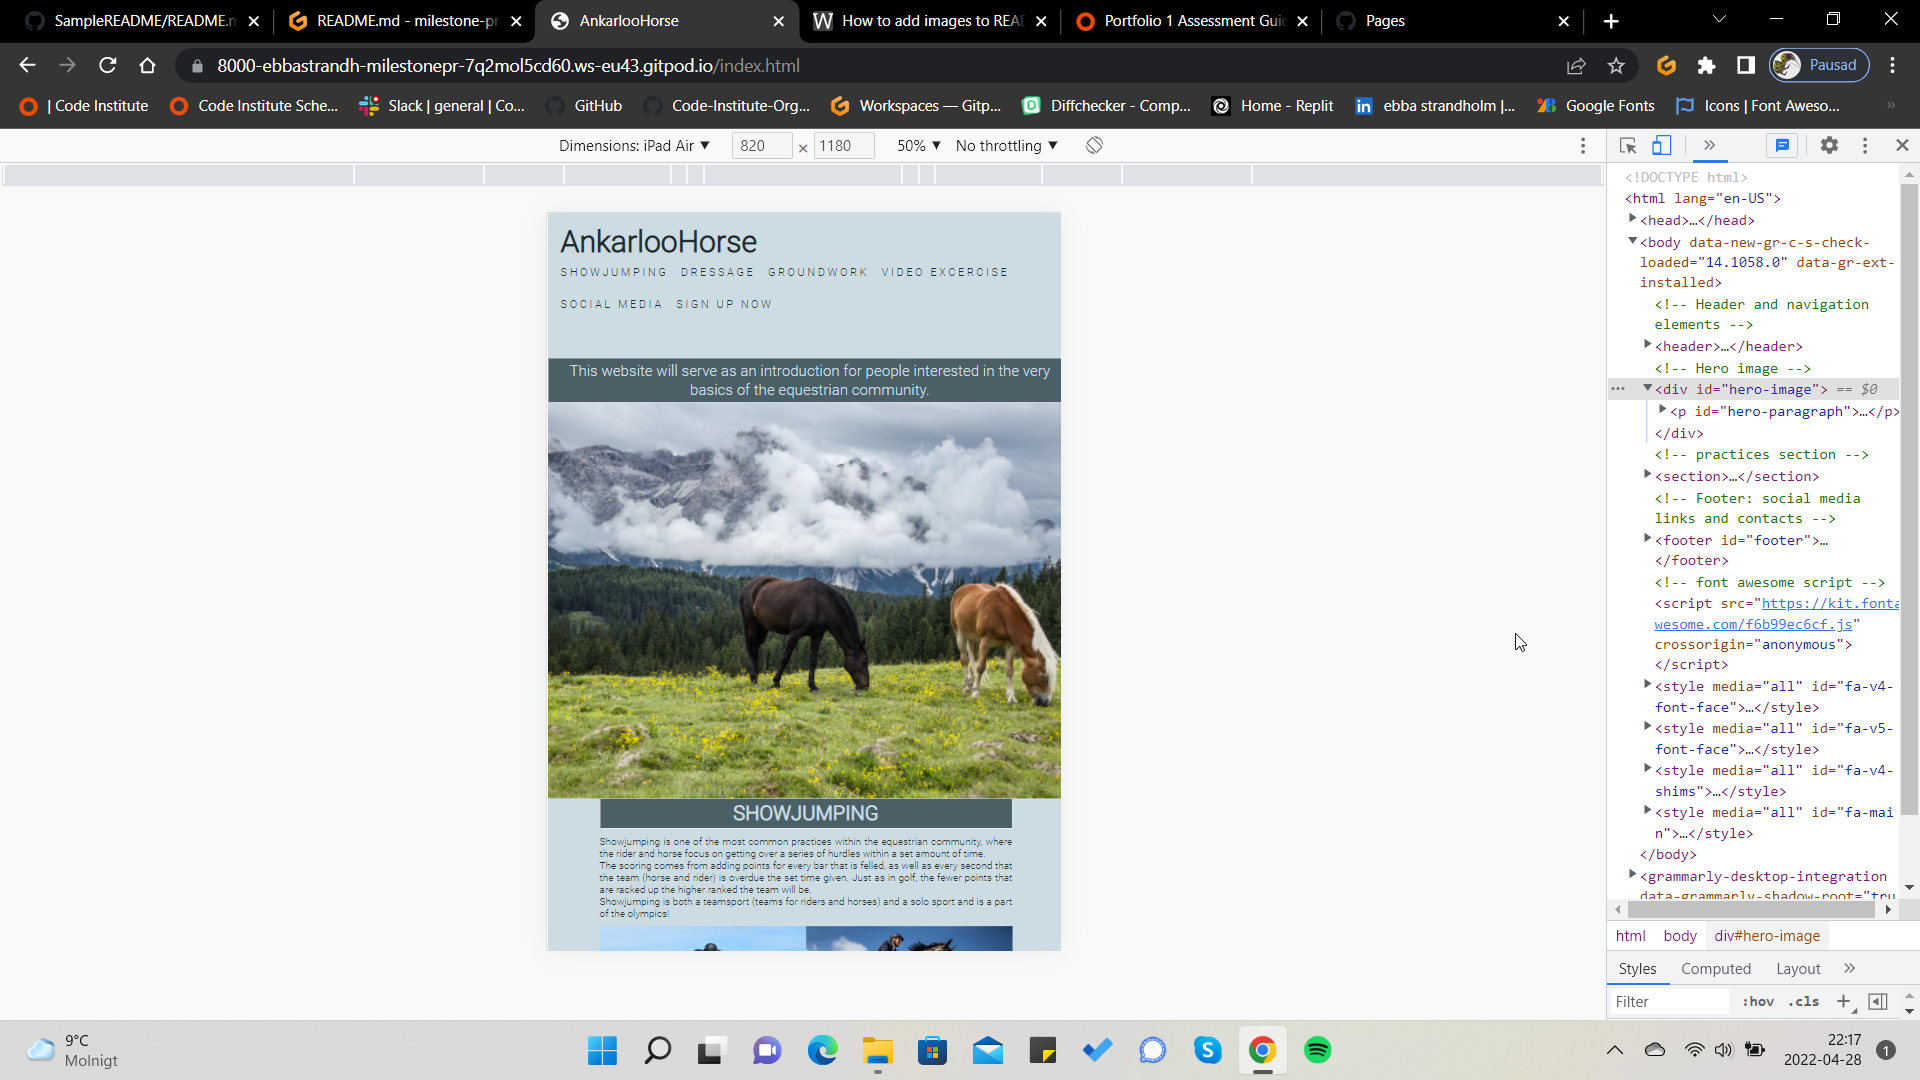 SampleREADME/README.m
README.md - milestone-pr
AnkarlooHorse
How to add images to REA
Portfolio 1 Assessment Gui
Pages
8000-ebbastrandh-milestonepr-7q2mol5cd60.ws-eu43.gitpod.io/index.html
Pausad
| Code Institute
Code Institute Sche...
Slack | general | Co...
GitHub
Code-Institute-Org...
Workspaces — Gitp...
Diffchecker - Comp...
Home - Replit
ebba strandholm |...
Google Fonts
Icons | Font Aweso...
Dimensions: iPad Air
820 × 1180
50%
No throttling
AnkarlooHorse
SHOWJUMPING DRESSAGE GROUNDWORK VIDEO EXCERCISE
SOCIAL MEDIA SIGN UP NOW
This website will serve as an introduction for people interested in the very
basics of the equestrian community.
SHOWJUMPING
Showjumping is one of the most common practices within the equestrian community, where
the rider and horse focus on getting over a series of hurdles within a set amount of time.
The scoring comes from adding points for every bar that is felled, as well as every second that
the team (horse and rider) is overdue the set time given. Just as in golf, the fewer points that
are racked up the higher ranked the team will be.
Showjumping is both a teamsport (teams for riders and horses) and a solo sport and is a part
of the olympics!
<!DOCTYPE html>
<html lang="en-US">
<head>…</head>
<body data-new-gr-c-s-check-
loaded="14.1058.0" data-gr-ext-
installed>
<!-- Header and navigation
elements -->
<header>…</header>
<!-- Hero image -->
<div id="hero-image"> == $0
<p id="hero-paragraph">…</p>
</div>
<!-- practices section -->
<section>…</section>
<!-- Footer: social media
links and contacts -->
<footer id="footer">…
</footer>
<!-- font awesome script -->
<script src="https://kit.fonta
wesome.com/f6b99ec6cf.js"
crossorigin="anonymous">
</script>
<style media="all" id="fa-v4-
font-face">…</style>
<style media="all" id="fa-v5-
font-face">…</style>
<style media="all" id="fa-v4-
shims">…</style>
<style media="all" id="fa-mai
n">…</style>
</body>
<grammarly-desktop-integration
data-grammarly-shadow-root="tru
html body div#hero-image
Styles Computed Layout
Filter :hov .cls
9°C
Molnigt
22:17
2022-04-28
1